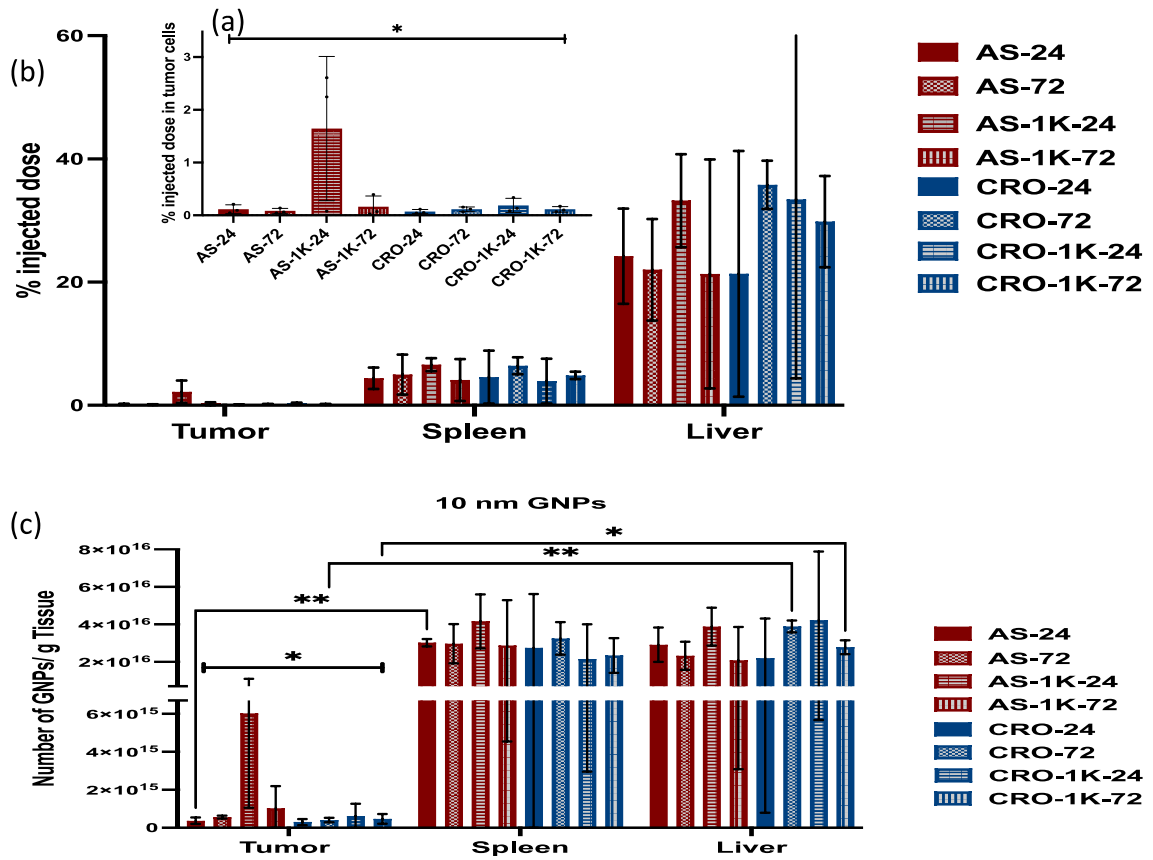 (a)
*
(b)
% injected dose
60
40
20
0
% injected dose in tumor cells
3
2
1
0
AS-24
AS-72
AS-1K-24
AS-1K-72
CRO-24
CRO-72
CRO-1K-24
CRO-1K-72
Tumor
Spleen
Liver
AS-24
AS-72
AS-1K-24
AS-1K-72
CRO-24
CRO-72
CRO-1K-24
CRO-1K-72
10 nm GNPs
(c)
Number of GNPs/ g Tissue
8×10¹⁶
6×10¹⁶
4×10¹⁶
2×10¹⁶
6×10¹⁵
4×10¹⁵
2×10¹⁵
0
*
**
**
*
Tumor
Spleen
Liver
AS-24
AS-72
AS-1K-24
AS-1K-72
CRO-24
CRO-72
CRO-1K-24
CRO-1K-72